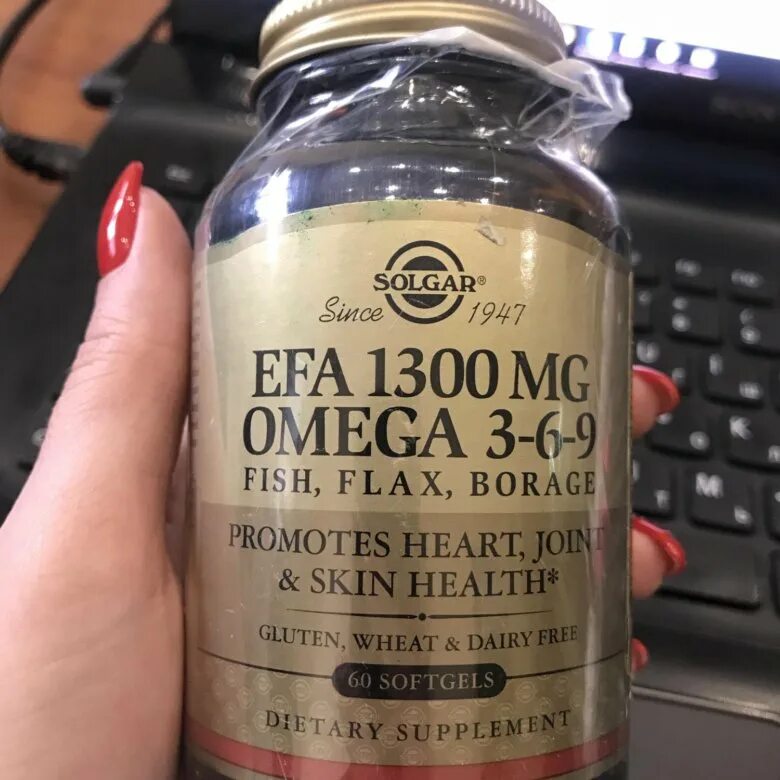 SOLGAR®
Since 1947
EFA 1300 MG
OMEGA 3-6-9
FISH, FLAX, BORAGE
PROMOTES HEART, JOINT
& SKIN HEALTH*
GLUTEN, WHEAT & DAIRY FREE
60 SOFTGELS
DIETARY SUPPLEMENT